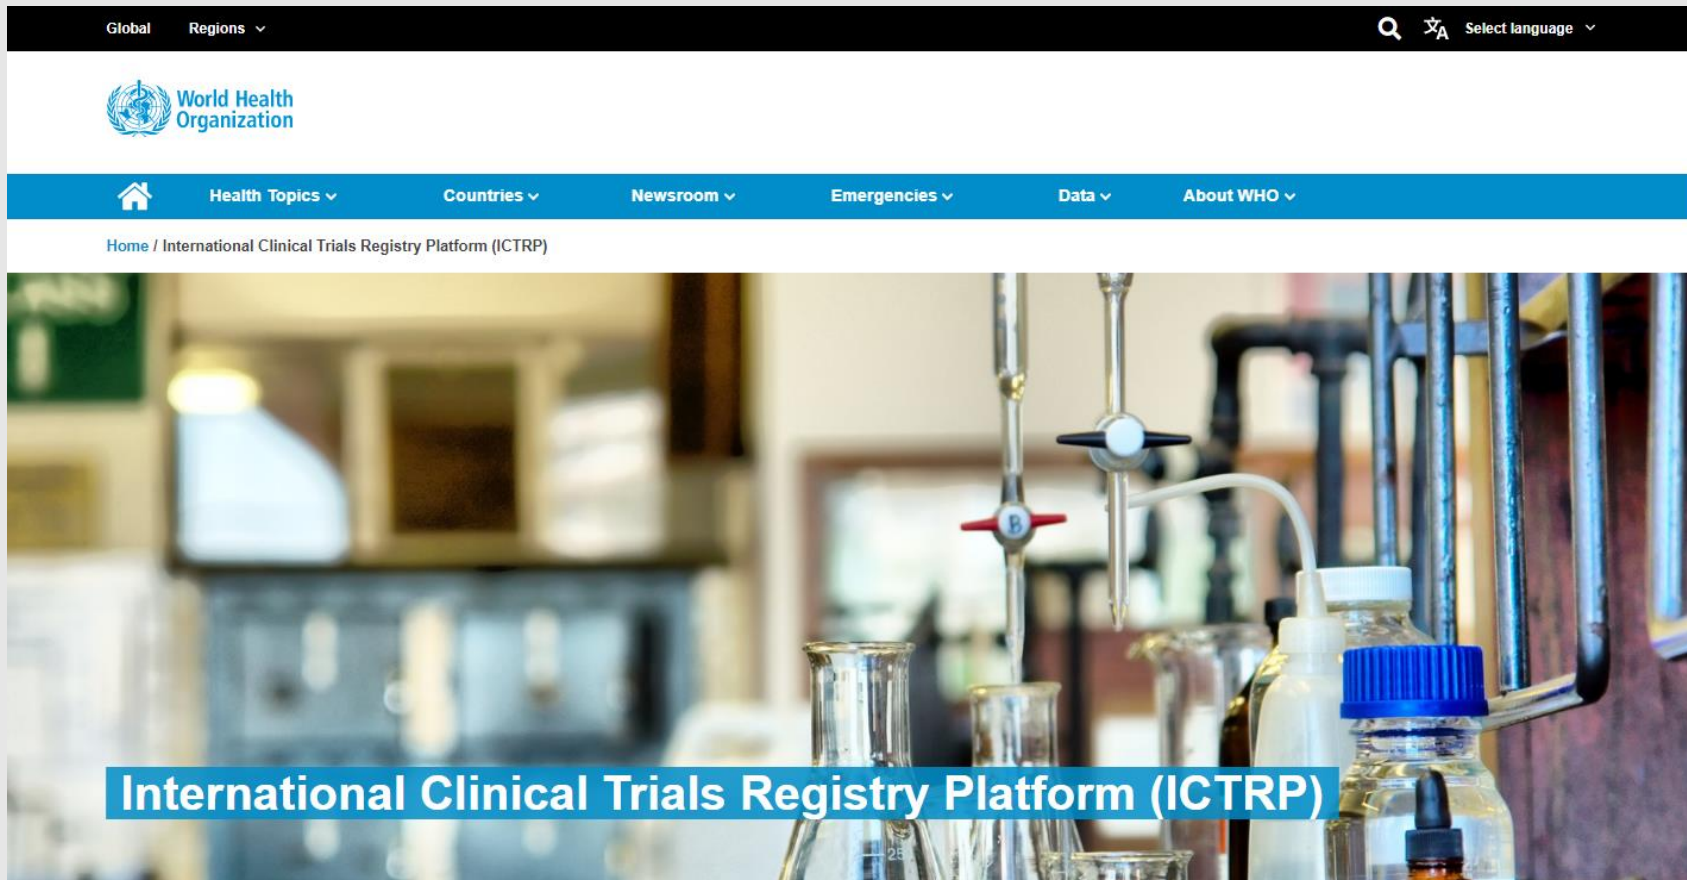 Global Regions Select language
World Health
Organization
Health Topics Countries Newsroom Emergencies Data About WHO
Home / International Clinical Trials Registry Platform (ICTRP)
B
International Clinical Trials Registry Platform (ICTRP)
25